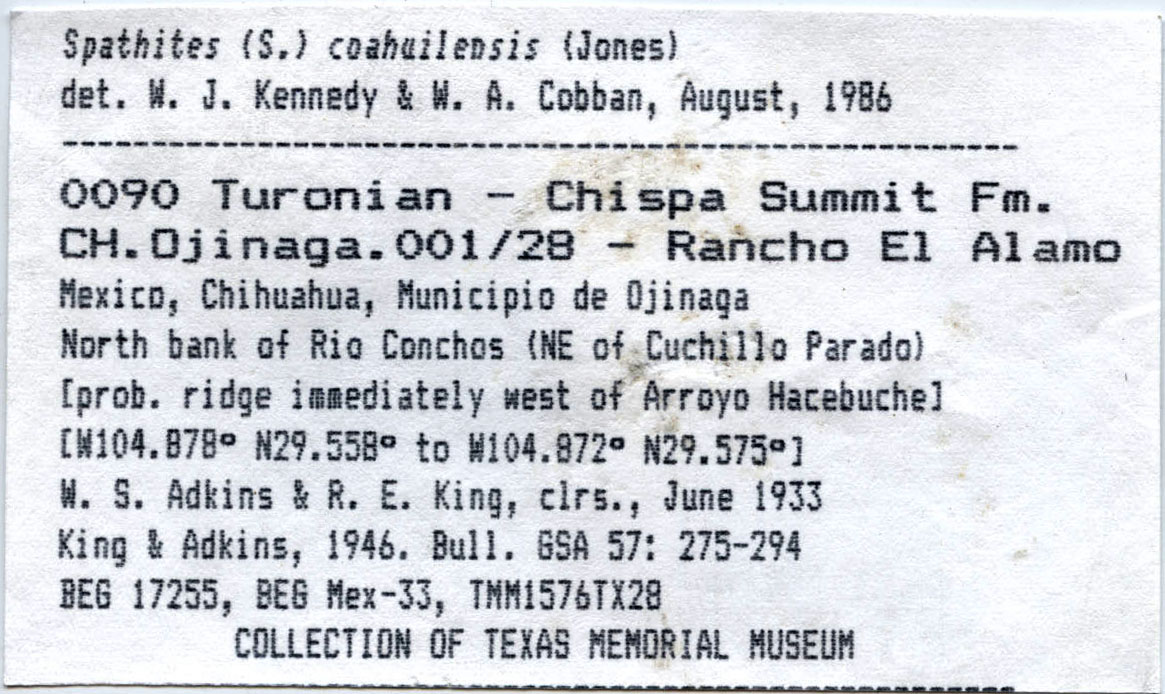 Spathites (S.) coahuilensis (Jones)
det. W. J. Kennedy & W. A. Cobban, August, 1986
0090 Turonian - Chispa Summit Fm.
CH.Ojinaga.001/28 - Rancho El Alamo
Mexico, Chihuahua, Municipio de Ojinaga
North bank of Rio Conchos (NE of Cuchillo Parado)
[prob. ridge immediately west of Arroyo Hacebuche]
[W104.878° N29.558° to W104.872° N29.575°]
W. S. Adkins & R. E. King, clrs., June 1933
King & Adkins, 1946. Bull. GSA 57: 275-294
BEG 17255, BEG Mex-33, TMM1576TX28
COLLECTION OF TEXAS MEMORIAL MUSEUM